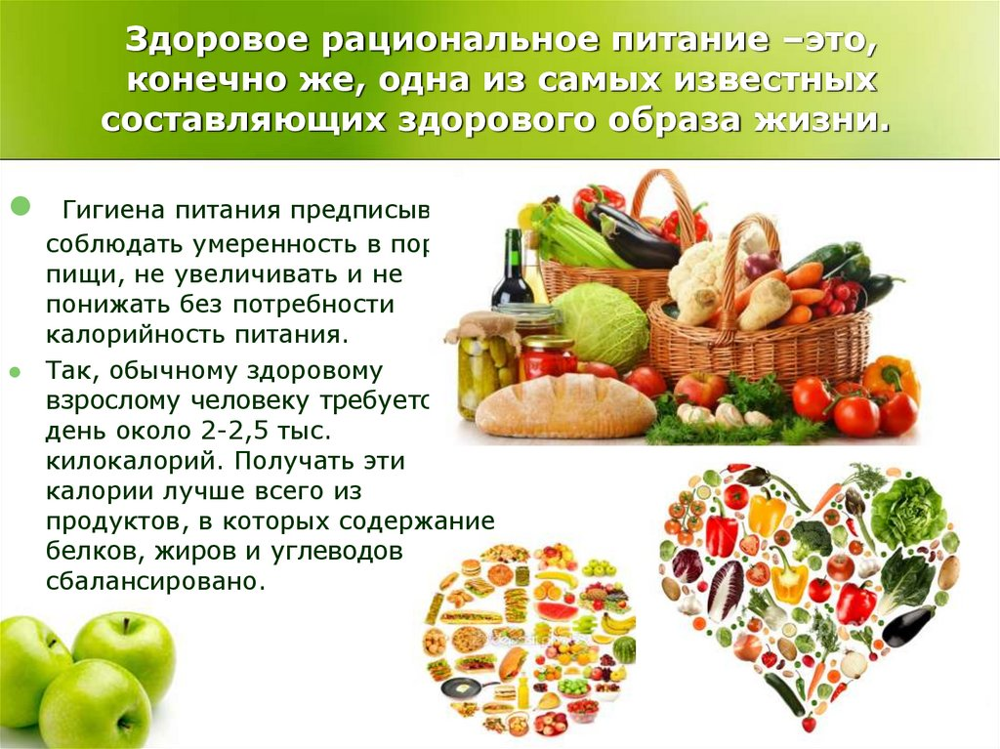 Здоровое рациональное питание –это,
конечно же, одна из самых известных
составляющих здорового образа жизни.
Гигиена питания предписыв
соблюдать умеренность в пор
пищи, не увеличивать и не
понижать без потребности
калорийность питания.
Так, обычному здоровому
взрослому человеку требуетс
день около 2-2,5 тыс.
килокалорий. Получать эти
калории лучше всего из
продуктов, в которых содержание
белков, жиров и углеводов
сбалансировано.